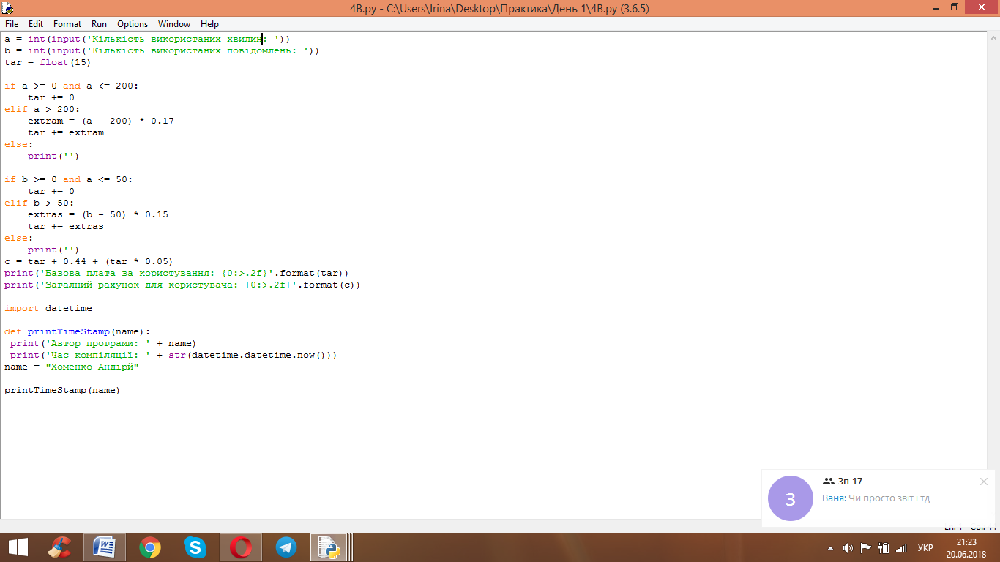 4B.py - C:\Users\Irina\Desktop\Практика\День 1\4B.py (3.6.5)
File Edit Format Run Options Window Help
a = int(input('Кількість використаних хвилин: '))
b = int(input('Кількість використаних повідомлень: '))
tar = float(15)
if a >= 0 and a <= 200:
    tar += 0
elif a > 200:
    extram = (a - 200) * 0.17
    tar += extram
else:
    print('')
if b >= 0 and a <= 50:
    tar += 0
elif b > 50:
    extras = (b - 50) * 0.15
    tar += extras
else:
    print('')
c = tar + 0.44 + (tar * 0.05)
print('Базова плата за користування: {0:>.2f}'.format(tar))
print('Загалний рахунок для користувача: {0:>.2f}'.format(c))
import datetime
def printTimeStamp(name):
 print('Автор програми: ' + name)
 print('Час компіляції: ' + str(datetime.datetime.now()))
name = "Хоменко Андірй"
printTimeStamp(name)
3
3п-17
Ваня: Чи просто звіт і тд
УКР
21:23
20.06.2018